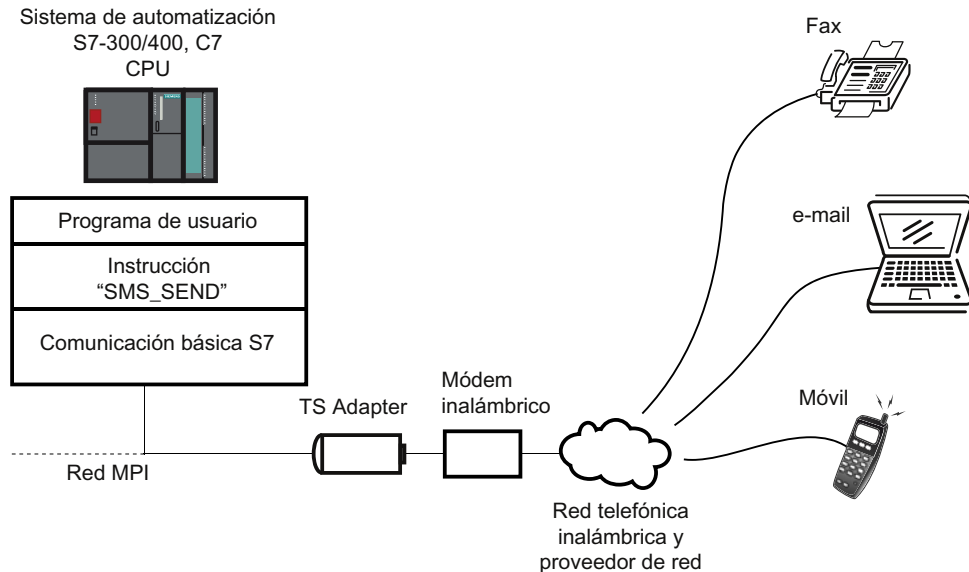 Sistema de automatización
S7-300/400, C7
CPU
Programa de usuario
Instrucción
“SMS_SEND”
Comunicación básica S7
Red MPI
TS Adapter
Módem
inalámbrico
Red telefónica
inalámbrica y
proveedor de red
Fax
e-mail
Móvil